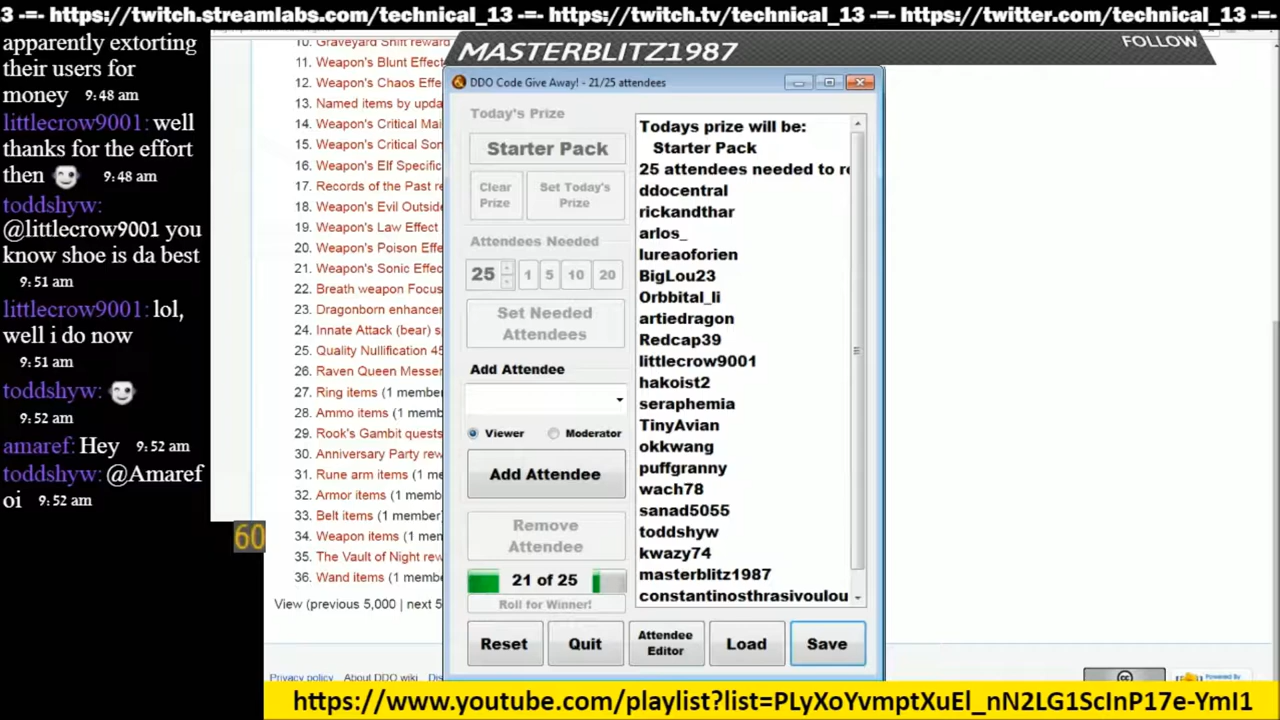 3 -=- https://twitch.streamlabs.com/technical_13 -=- https://twitch.tv/technical_13 -=- https://twitter.com/technical_13 -=-
apparently extorting
their users for
money 9:48 am
littlecrow9001: well
thanks for the effort
then 9:48 am
toddshyw:
@littlecrow9001 you
know shoe is da best
9:51 am
littlecrow9001: lol,
well i do now
9:51 am
toddshyw:
9:52 am
amaref: Hey 9:52 am
toddshyw: @Amaref
oi 9:52 am
60
10. Graveyard Shift reward
11. Weapon's Blunt Effec
12. Weapon's Chaos Effe
13. Named items by upda
14. Weapon's Critical Mai
15. Weapon's Critical Son
16. Weapon's Elf Specific
17. Records of the Past re
18. Weapon's Evil Outside
19. Weapon's Law Effect
20. Weapon's Poison Effe
21. Weapon's Sonic Effec
22. Breath weapon Focus
23. Dragonborn enhancer
24. Innate Attack (bear) s
25. Quality Nullification 45
26. Raven Queen Messer
27. Ring items (1 memb
28. Ammo items (1 memb
29. Rook's Gambit quests
30. Anniversary Party rew
31. Rune arm items (1 me
32. Armor items (1 memb
33. Belt items (1 member)
34. Weapon items (1 mem
35. The Vault of Night rew
36. Wand items (1 membe
View (previous 5,000 | next 5
Privacy policy About DDO wiki Dis
MASTERBLITZ1987
FOLLOW
DDO Code Give Away! - 21/25 attendees
Today's Prize
Starter Pack
Clear
Prize
Set Today's
Prize
Attendees Needed
25 1 5 10 20
Set Needed
Attendees
Add Attendee
Viewer Moderator
Add Attendee
Remove
Attendee
21 of 25
Roll for Winner!
Todays prize will be:
Starter Pack
25 attendees needed to re
ddocentral
rickandthar
arlos_
lureaoforien
BigLou23
Orbbital_li
artiedragon
Redcap39
littlecrow9001
hakoist2
seraphemia
TinyAvian
okkwang
puffgranny
wach78
sanad5055
toddshyw
kwazy74
masterblitz1987
constantinosthrasivoulou
Reset Quit Attendee
Editor Load Save
cc
Powered By
https://www.youtube.com/playlist?list=PLyXoYvmptXuEl_nN2LG1ScInP17e-YmI1